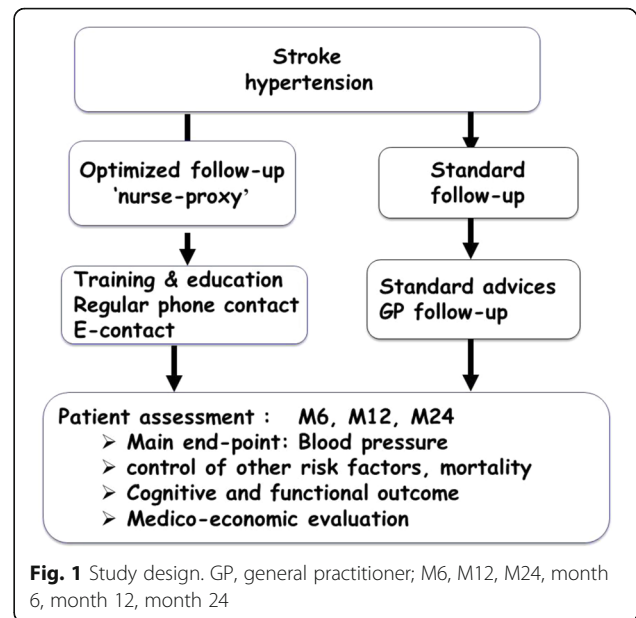 Stroke
hypertension
Optimized follow-up
'nurse-proxy'
Standard
follow-up
Training & education
Regular phone contact
E-contact
Standard advices
GP follow-up
Patient assessment : M6, M12, M24
➢ Main end-point: Blood pressure
➢ control of other risk factors, mortality
➢ Cognitive and functional outcome
➢ Medico-economic evaluation
Fig. 1 Study design. GP, general practitioner; M6, M12, M24, month
6, month 12, month 24